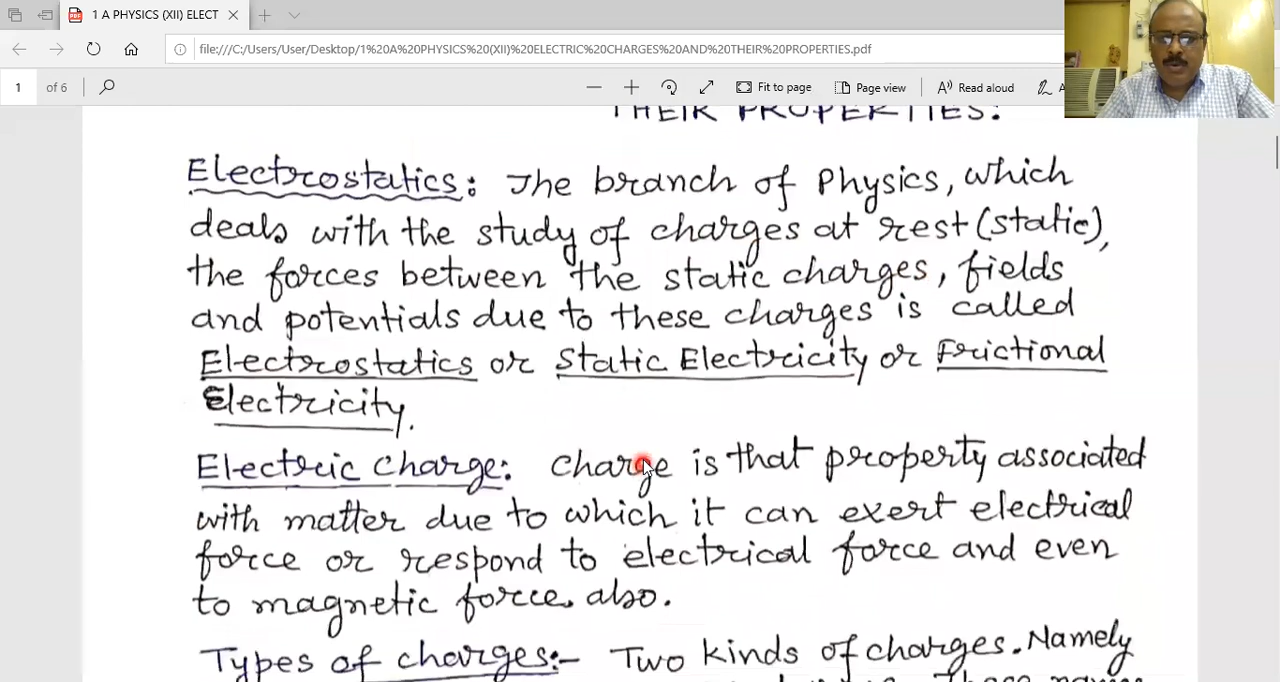 1 A PHYSICS (XII) ELECT
file:///C:/Users/User/Desktop/1%20A%20PHYSICS%20(XII)%20ELECTRIC%20CHARGES%20AND%20THEIR%20PROPERTIES.pdf
1 of 6 Fit to page Page view Read aloud
THEIR PROPERTIES:
Electrostatics: The branch of Physics, which
deals with the study of charges at rest (static),
the forces between the static charges, fields
and potentials due to these charges is called
Electrostatics or Static Electricity or Frictional
Electricity.
Electric Charge: Charge is that property associated
with matter due to which it can exert electrical
force or respond to electrical force and even
to magnetic force also.
Types of charges:- Two kinds of charges. Namely